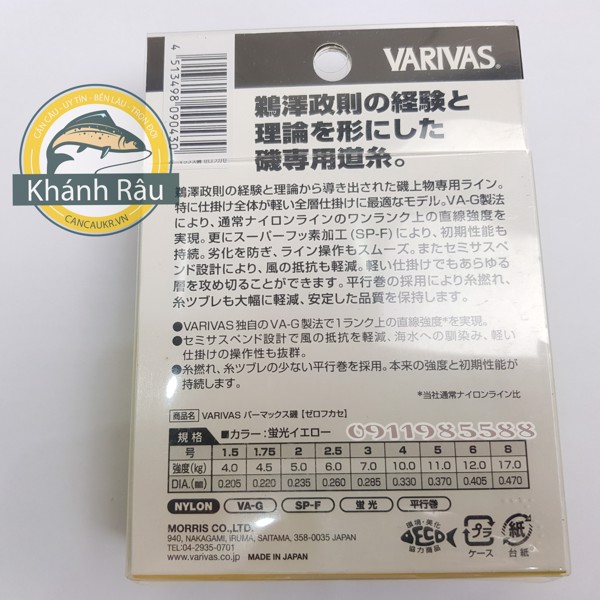 VARIVAS®
4 513498 090430
鵜澤政則の経験と
理論を形にした
磯専用道糸。
CẦN CÂU - UY TÍN - BỀN LÂU - TRỌN ĐỜI
Khánh Râu
CANCAUKR.VN
鵜澤政則の経験と理論から導き出された磯上物専用ライン。
特に仕掛け全体が軽い全層仕掛けに最適なモデル。VA-G製法
により、通常ナイロンラインのワンランク上の直線強度を
実現。更にスーパーフッ素加工(SP-F)により、初期性能も
持続。劣化を防ぎ、ライン操作もスムーズ。またセミサスペ
ンド設計により、風の抵抗も軽減。軽い仕掛けでもあらゆる
層を攻め切ることができます。平行巻の採用により糸撚れ、
糸ツブレも大幅に軽減、安定した品質を保持します。
●VARIVAS独自のVA-G製法で1ランク上の直線強度*を実現。
●セミサスペンド設計で風の抵抗を軽減、海水への馴染み、軽い
仕掛けの操作性も抜群。
●糸撚れ、糸ツブレの少ない平行巻を採用。本来の強度と初期性能が
持続します。
*当社通常ナイロンライン比
商品名 VARIVAS バーマックス磯【ゼロフカセ】
0911985588
規格 ■カラー:蛍光イエロー
号 1.5 1.75 2 2.5 3 4 5 6 8
強度(kg) 4.0 4.5 5.0 6.0 7.0 10.0 11.0 12.0 17.0
DIA.(㎜) 0.205 0.220 0.235 0.260 0.285 0.330 0.370 0.405 0.470
NYLON VA-G SP-F 蛍光 平行巻
MORRIS CO.,LTD.
940, NAKAGAMI, IRUMA, SAITAMA, 358-0035 JAPAN
TEL:04-2935-0701
www.varivas.co.jp MADE IN JAPAN
環境・美化
ECO
協力商品
プラ
ケース
紙
台紙